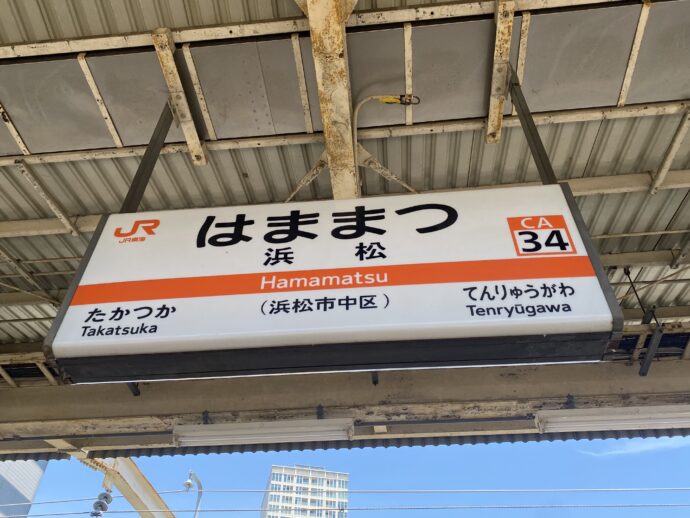 JR
JR東海
はままつ
浜松
Hamamatsu
(浜松市中区)
CA
34
たかつか
Takatsuka
てんりゅうがわ
Tenryūgawa